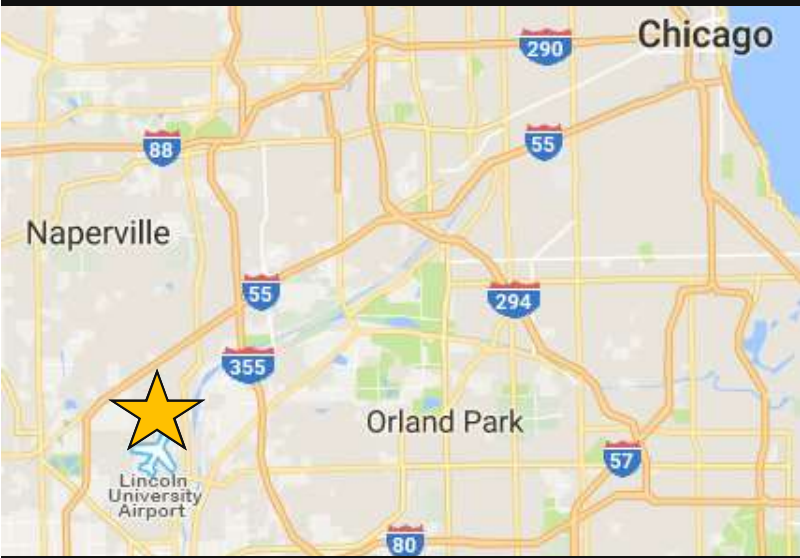 Chicago
290
88
55
Naperville
55
294
355
Orland Park
57
Lincoln
University
Airport
80